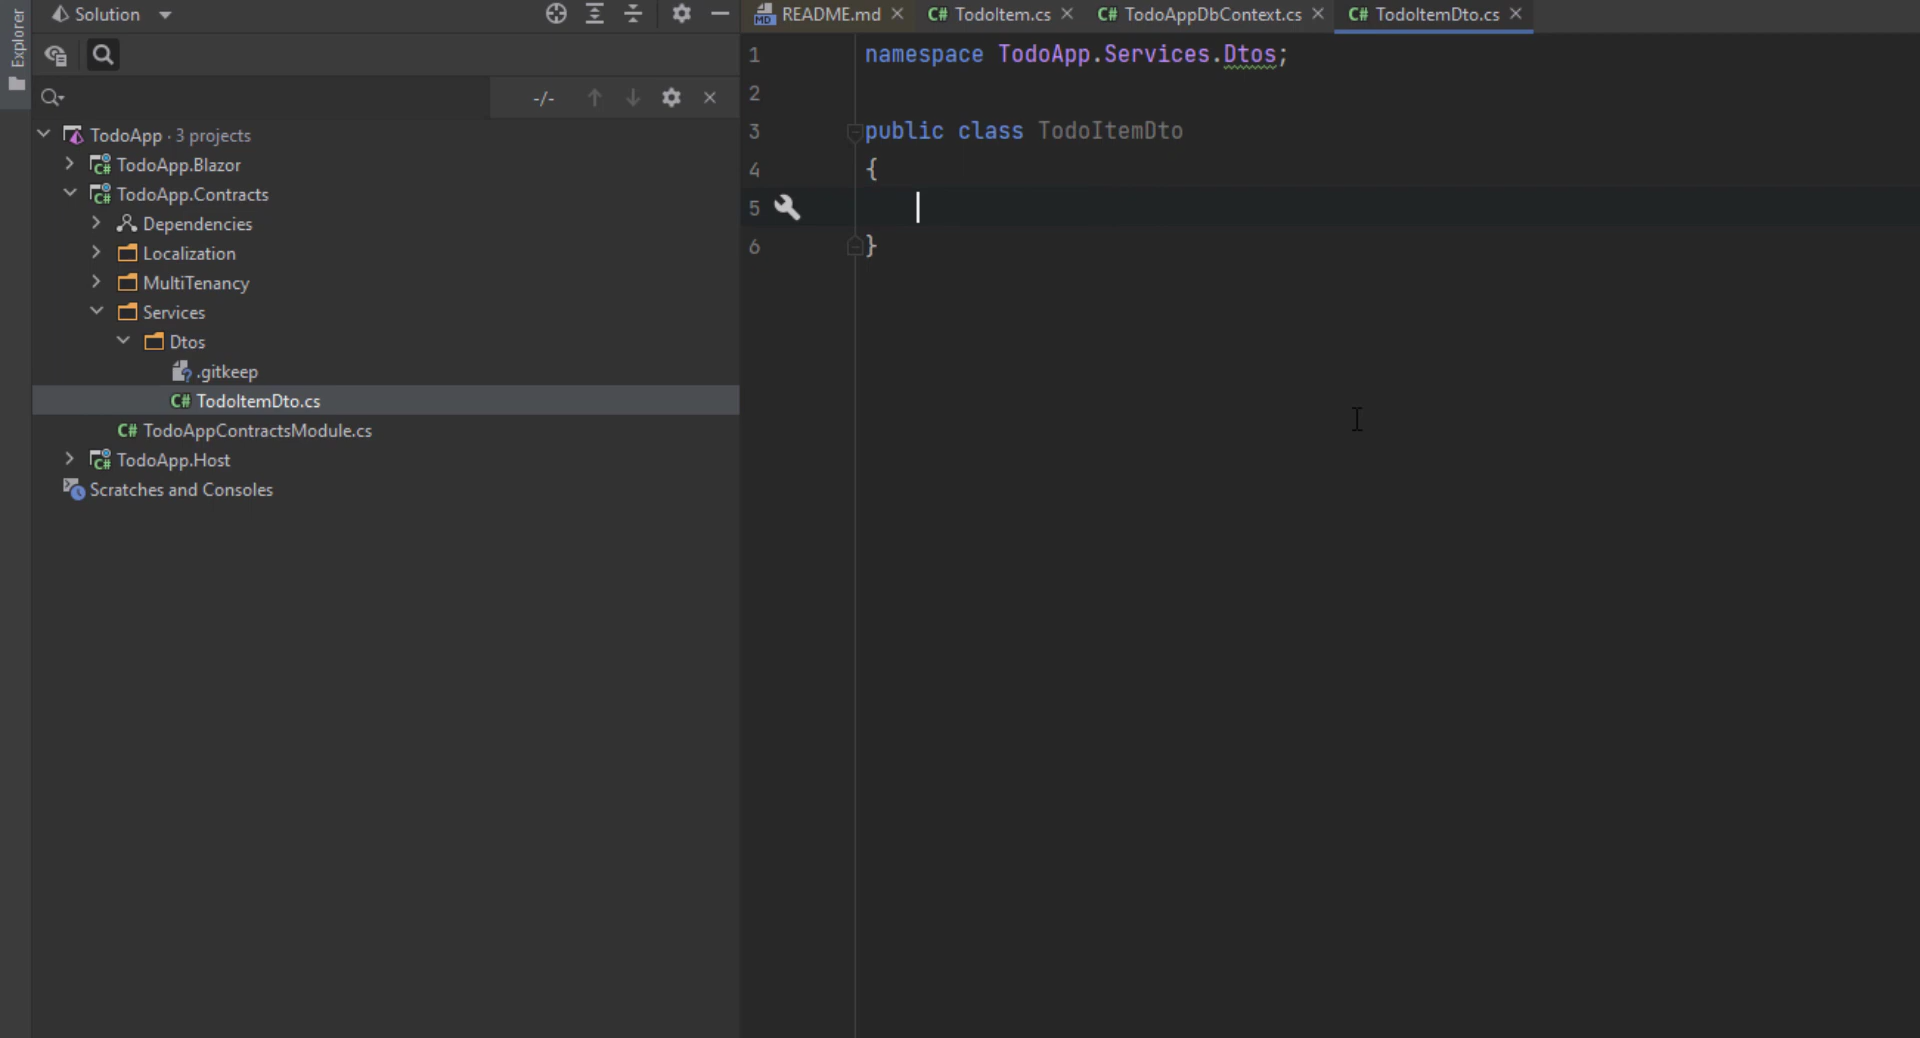 Explorer
Solution
-/-
TodoApp · 3 projects
C# TodoApp.Blazor
C# TodoApp.Contracts
Dependencies
Localization
MultiTenancy
Services
Dtos
.gitkeep
C# TodoItemDto.cs
C# TodoAppContractsModule.cs
C# TodoApp.Host
Scratches and Consoles
MD README.md
C# TodoItem.cs
C# TodoAppDbContext.cs
C# TodoItemDto.cs
1 namespace TodoApp.Services.Dtos;
2
3 public class TodoItemDto
4 {
5
6 }